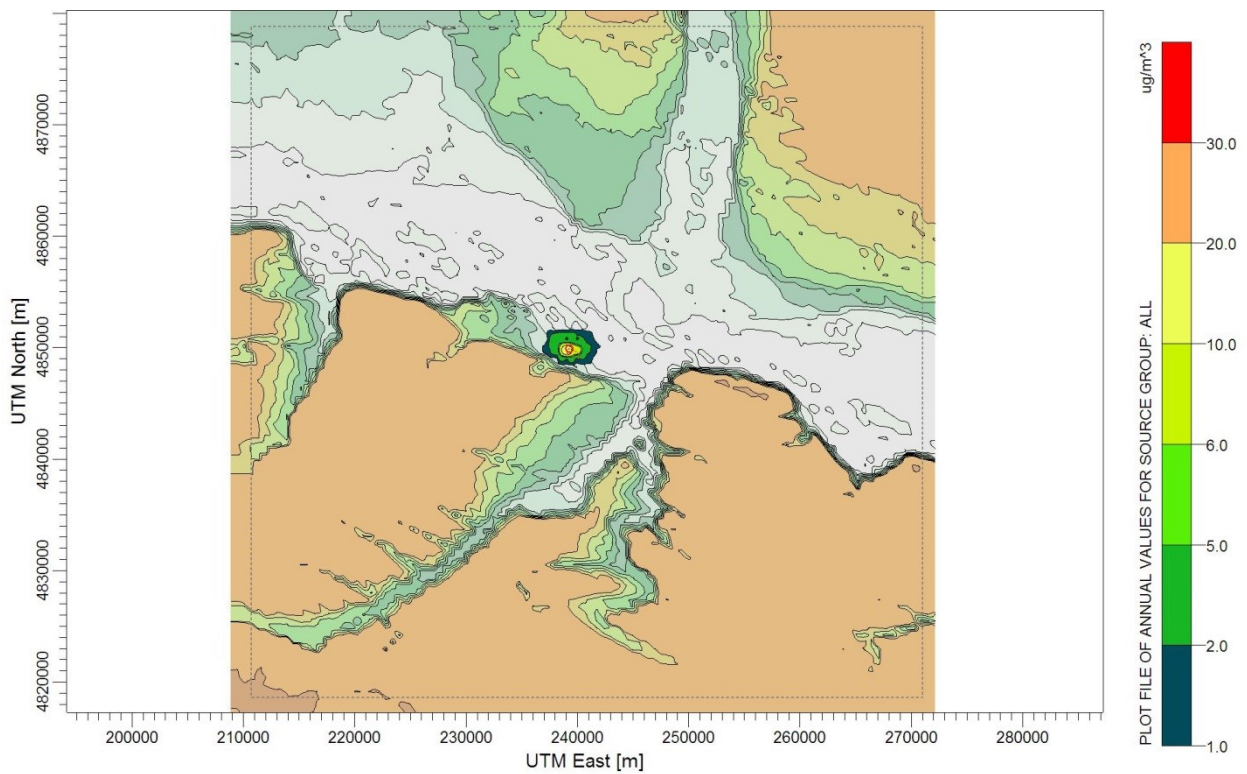 ug/m^3
PLOT FILE OF ANNUAL VALUES FOR SOURCE GROUP: ALL
30.0
20.0
10.0
6.0
5.0
2.0
1.0
UTM North [m]
4870000
4860000
4850000
4840000
4830000
4820000
200000 210000 220000 230000 240000 250000 260000 270000 280000
UTM East [m]